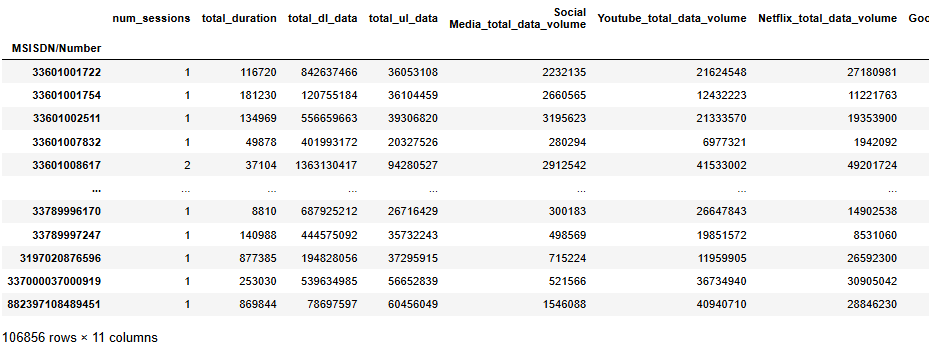 num_sessions total_duration total_dl_data total_ul_data Social Media_total_data_volume Youtube_total_data_volume Netflix_total_data_volume Goo
MSISDN/Number
33601001722 1 116720 842637466 36053108 2232135 21624548 27180981
33601001754 1 181230 120755184 36104459 2660565 12432223 11221763
33601002511 1 134969 556659663 39306820 3195623 21333570 19353900
33601007832 1 49878 401993172 20327526 280294 6977321 1942092
33601008617 2 37104 1363130417 94280527 2912542 41533002 49201724
... ... ... ... ... ... ... ...
33789996170 1 8810 687925212 26716429 300183 26647843 14902538
33789997247 1 140988 444575092 35732243 498569 19851572 8531060
3197020876596 1 877385 194828056 37295915 715224 11959905 26592300
337000037000919 1 253030 539634985 56652839 521566 36734940 30905042
882397108489451 1 869844 78697597 60456049 1546088 40940710 28846230
106856 rows × 11 columns